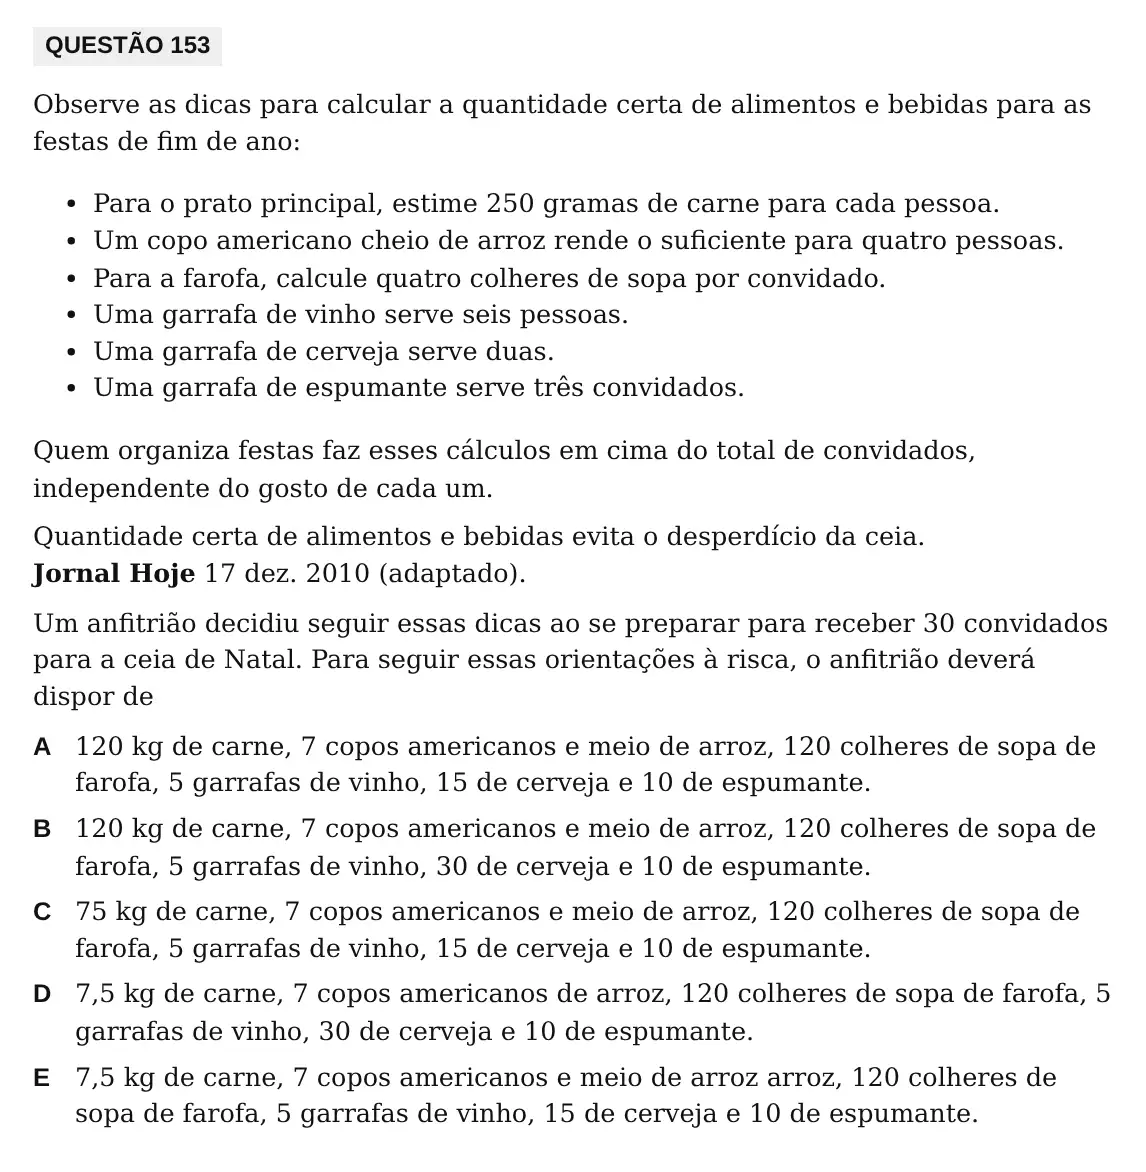 QUESTÃO 153
Observe as dicas para calcular a quantidade certa de alimentos e bebidas para as
festas de fim de ano:
• Para o prato principal, estime 250 gramas de carne para cada pessoa.
• Um copo americano cheio de arroz rende o suficiente para quatro pessoas.
• Para a farofa, calcule quatro colheres de sopa por convidado.
• Uma garrafa de vinho serve seis pessoas.
• Uma garrafa de cerveja serve duas.
• Uma garrafa de espumante serve três convidados.
Quem organiza festas faz esses cálculos em cima do total de convidados,
independente do gosto de cada um.
Quantidade certa de alimentos e bebidas evita o desperdício da ceia.
Jornal Hoje 17 dez. 2010 (adaptado).
Um anfitrião decidiu seguir essas dicas ao se preparar para receber 30 convidados
para a ceia de Natal. Para seguir essas orientações à risca, o anfitrião deverá
dispor de
A 120 kg de carne, 7 copos americanos e meio de arroz, 120 colheres de sopa de
farofa, 5 garrafas de vinho, 15 de cerveja e 10 de espumante.
B 120 kg de carne, 7 copos americanos e meio de arroz, 120 colheres de sopa de
farofa, 5 garrafas de vinho, 30 de cerveja e 10 de espumante.
C 75 kg de carne, 7 copos americanos e meio de arroz, 120 colheres de sopa de
farofa, 5 garrafas de vinho, 15 de cerveja e 10 de espumante.
D 7,5 kg de carne, 7 copos americanos de arroz, 120 colheres de sopa de farofa, 5
garrafas de vinho, 30 de cerveja e 10 de espumante.
E 7,5 kg de carne, 7 copos americanos e meio de arroz arroz, 120 colheres de
sopa de farofa, 5 garrafas de vinho, 15 de cerveja e 10 de espumante.